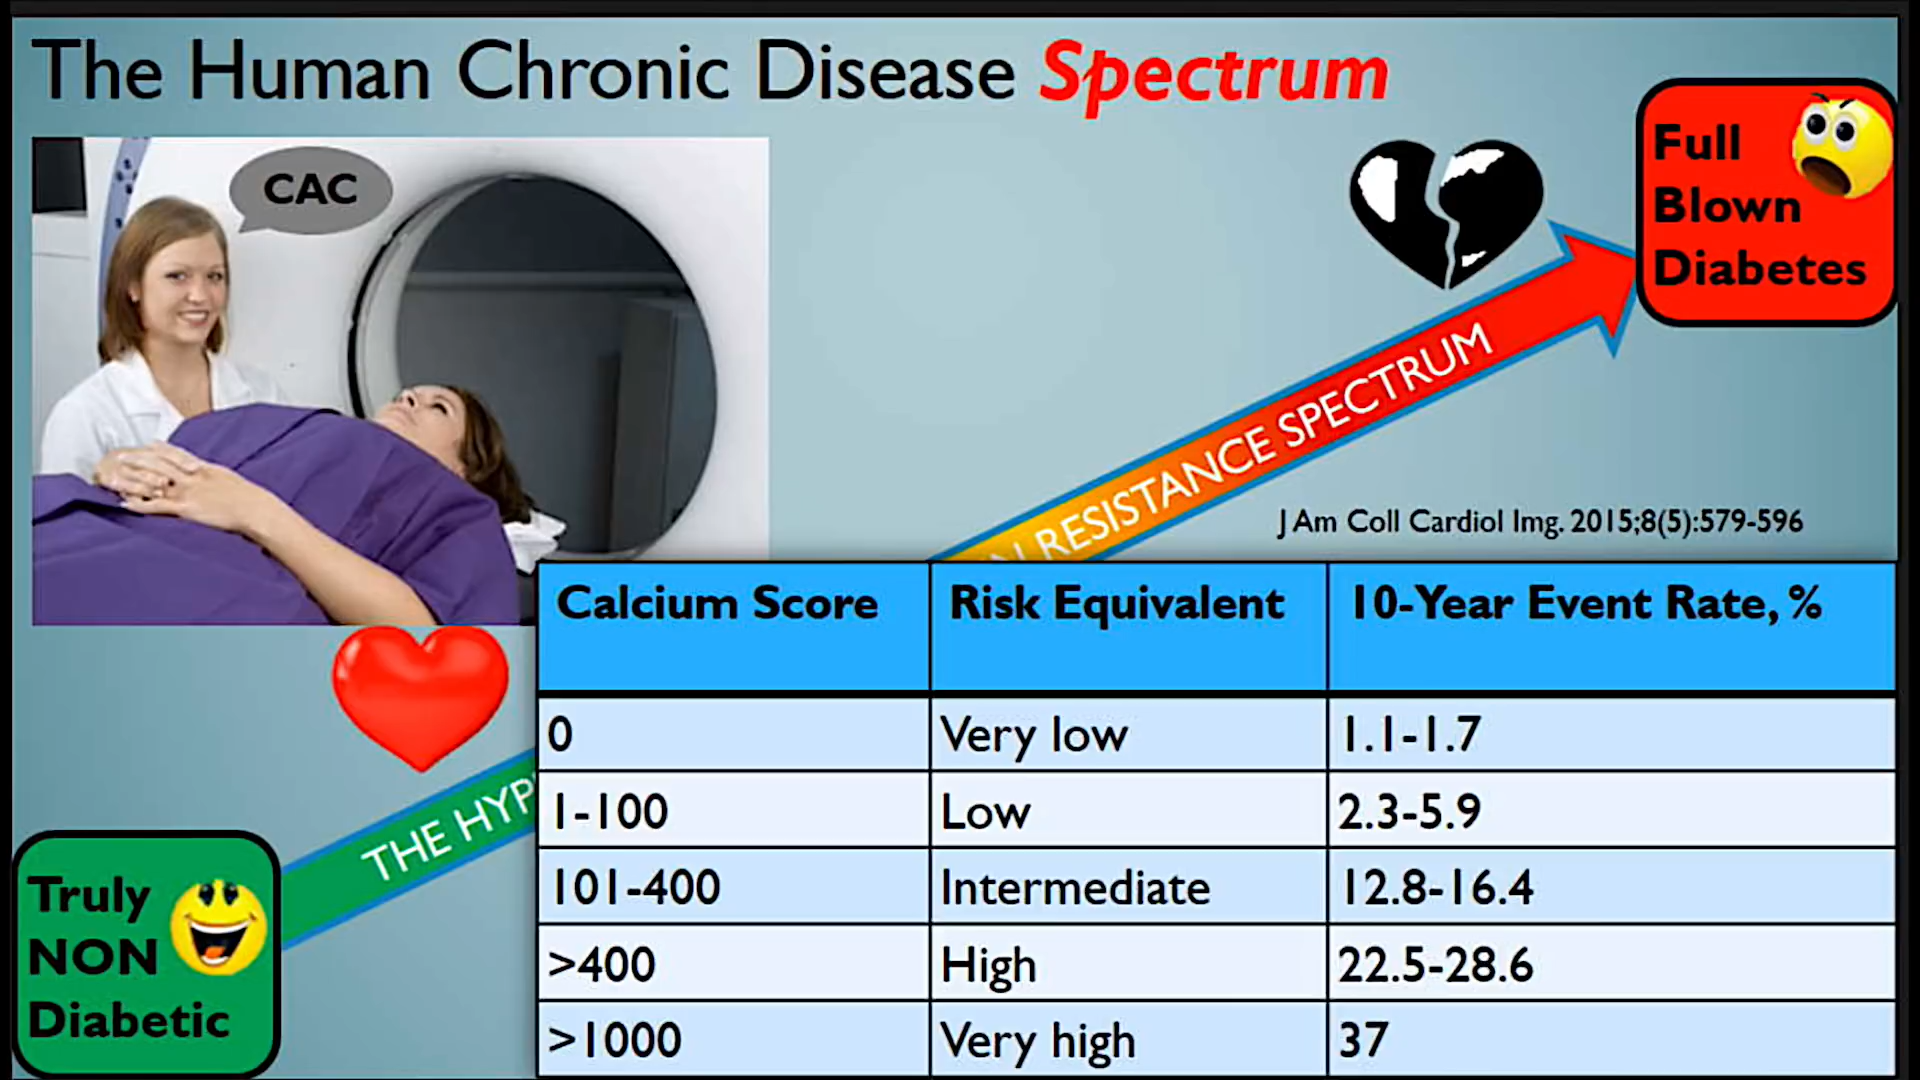 The Human Chronic Disease Spectrum
CAC
Full
Blown
Diabetes
RESISTANCE SPECTRUM
J Am Coll Cardiol Img. 2015;8(5):579-596
Calcium Score Risk Equivalent 10-Year Event Rate, %
0 Very low 1.1-1.7
1-100 Low 2.3-5.9
101-400 Intermediate 12.8-16.4
>400 High 22.5-28.6
>1000 Very high 37
THE HYP
Truly
NON
Diabetic